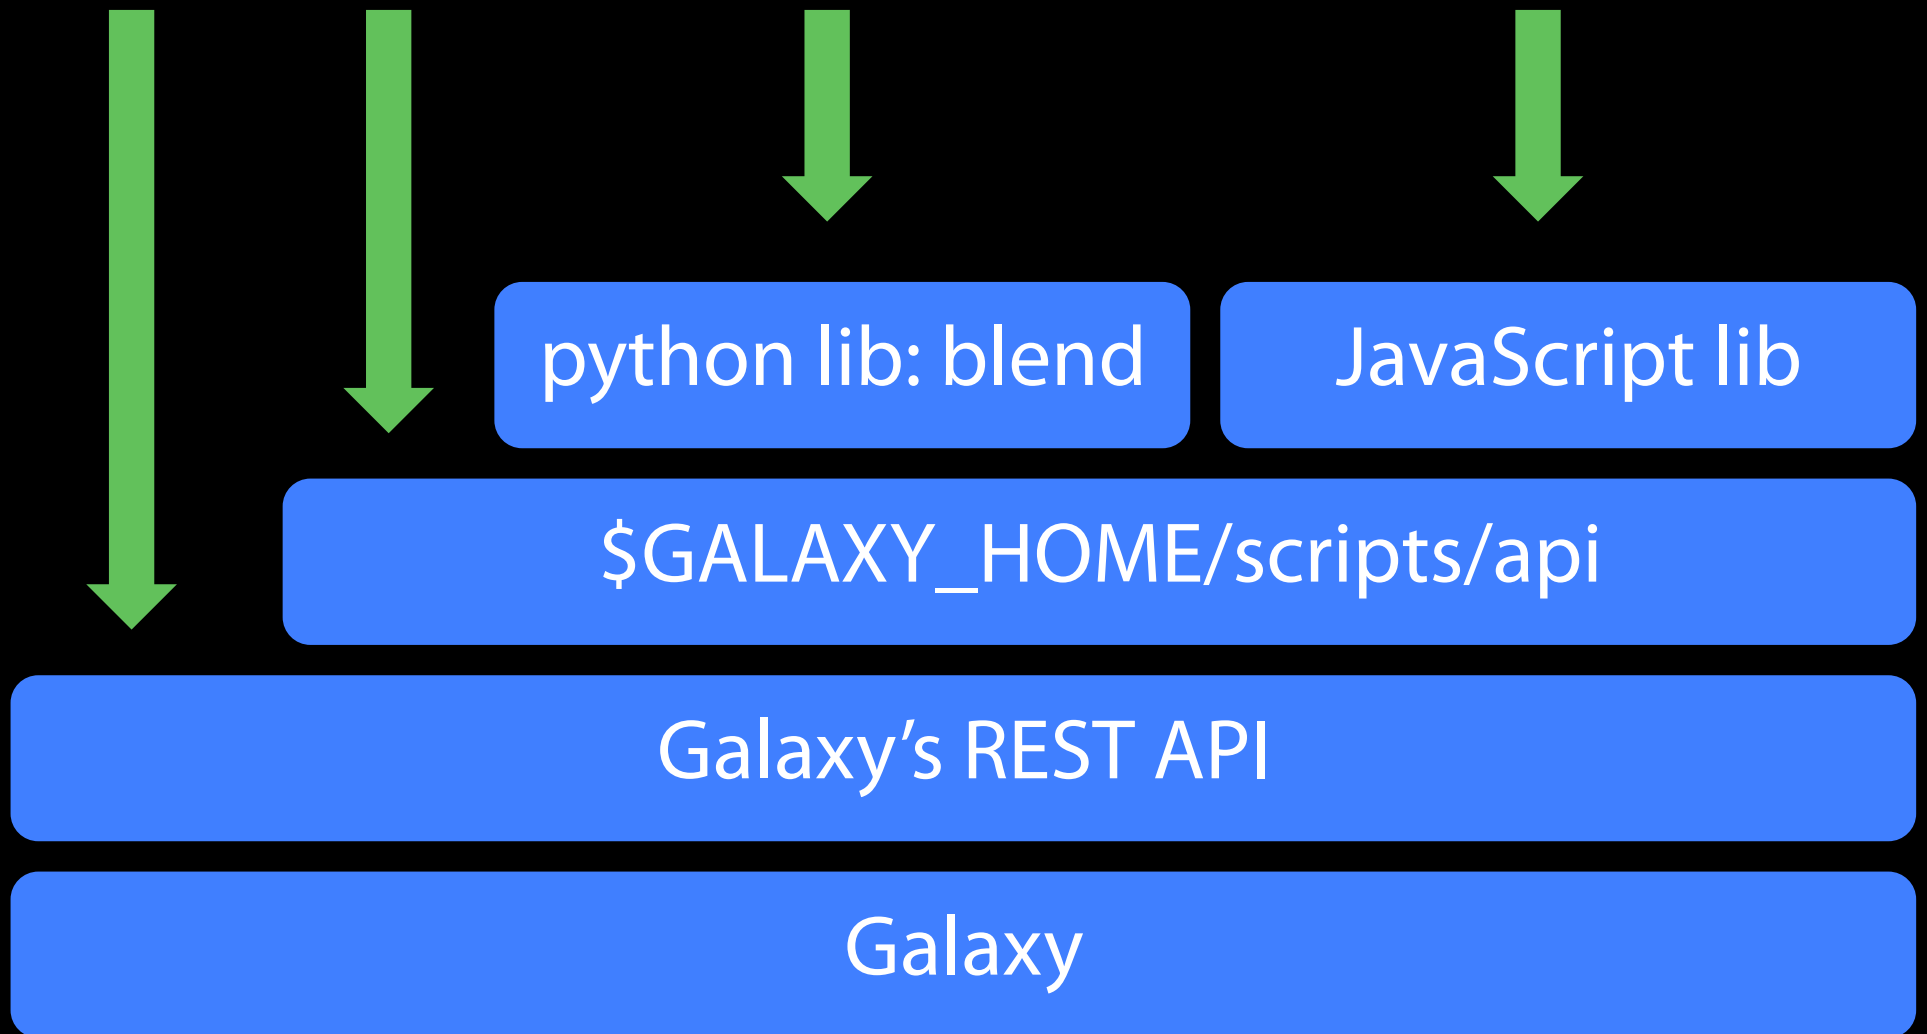 python lib: blend
JavaScript lib
$GALAXY_HOME/scripts/api
Galaxy’s REST API
Galaxy